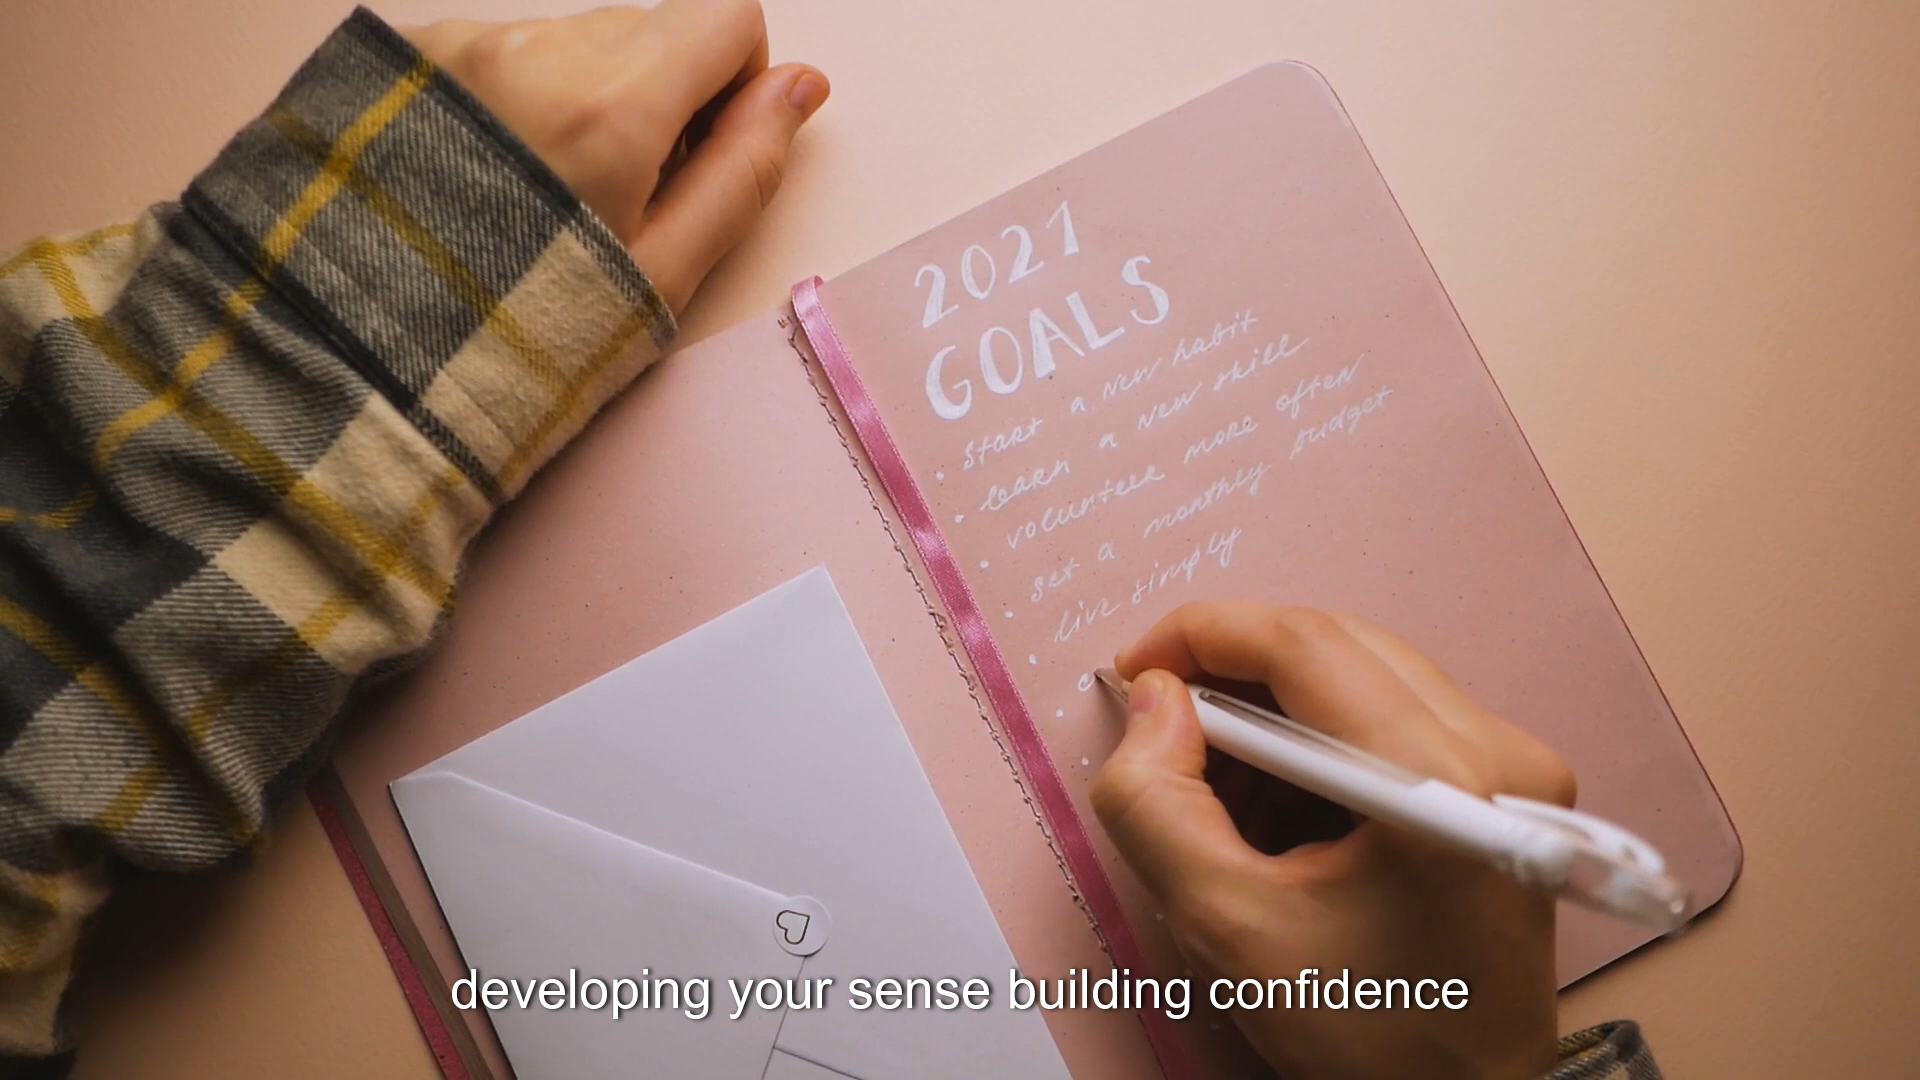 2021
GOALS
• start a new habit
• learn a new skill
• volunteer more often
• set a monthly budget
• live simply
• c
•
developing your sense building confidence